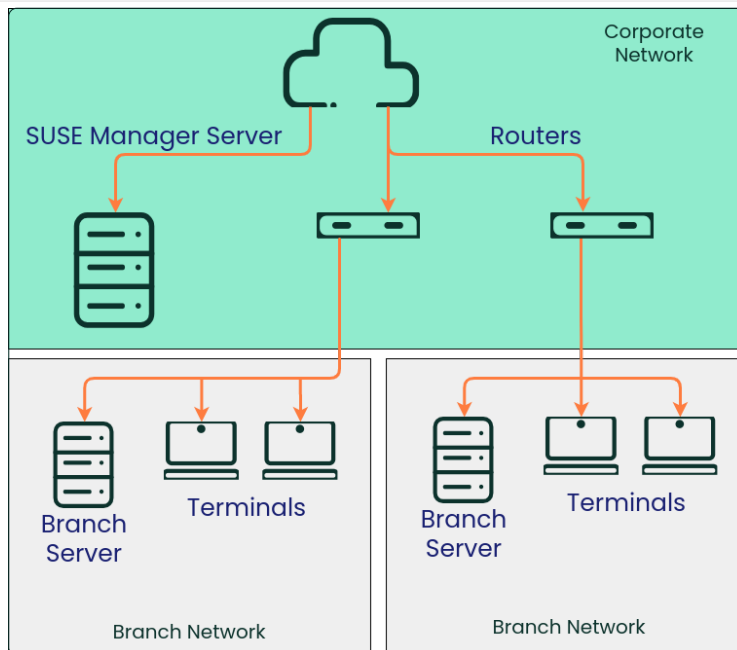 Corporate
Network
SUSE Manager Server
Routers
Branch
Server
Terminals
Branch Network
Branch
Server
Terminals
Branch Network